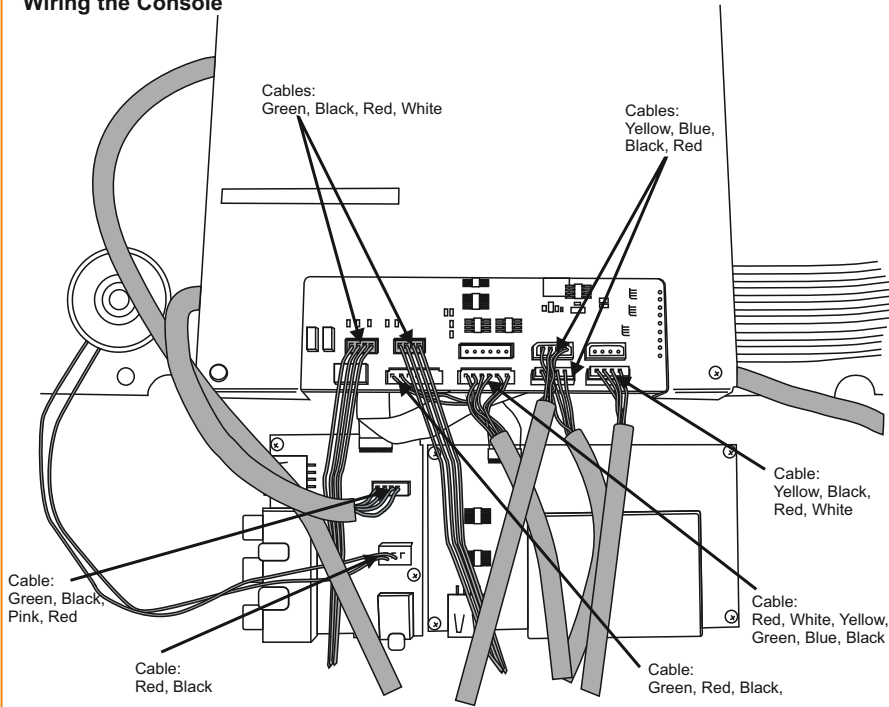 Wiring the Console
Cables:
Green, Black, Red, White
Cables:
Yellow, Blue,
Black, Red
Cable:
Yellow, Black,
Red, White
Cable:
Green, Black,
Pink, Red
Cable:
Red, White, Yellow,
Green, Blue, Black
Cable:
Red, Black
Cable:
Green, Red, Black,